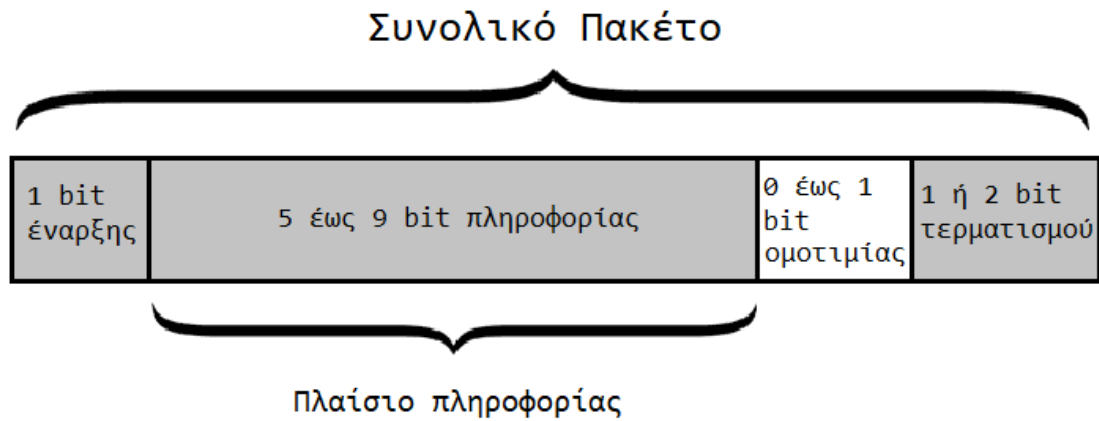 Συνολικό Πακέτο
1 bit
έναρξης
5 έως 9 bit πληροφορίας
0 έως 1
bit
ομοτιμίας
1 ή 2 bit
τερματισμού
Πλαίσιο πληροφορίας